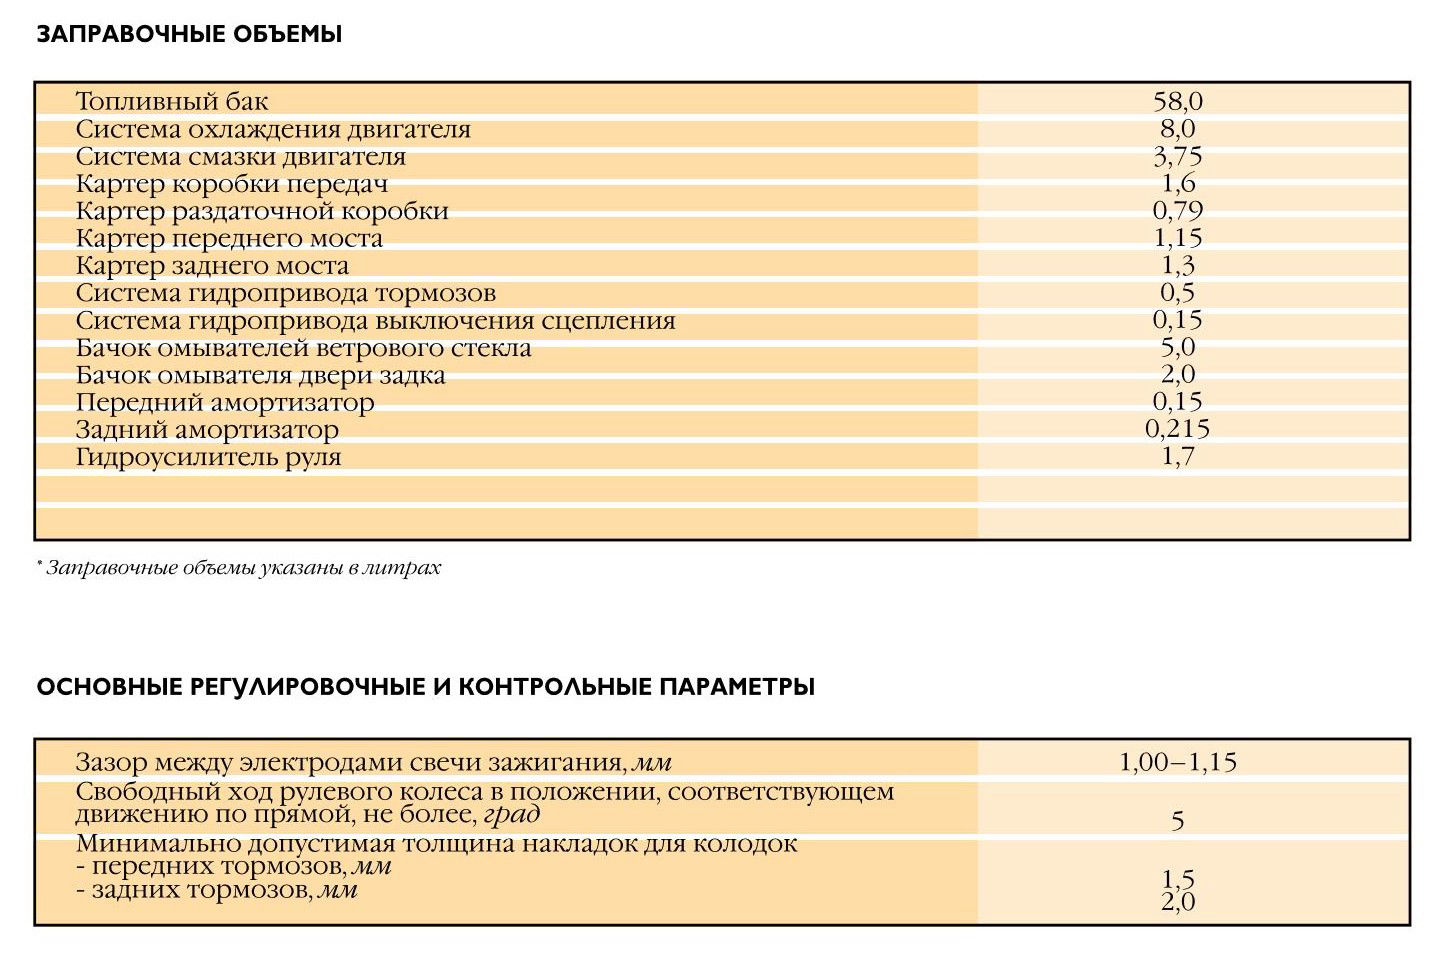 ЗАПРАВОЧНЫЕ ОБЪЕМЫ
Топливный бак 58,0
Система охлаждения двигателя 8,0
Система смазки двигателя 3,75
Картер коробки передач 1,6
Картер раздаточной коробки 0,79
Картер переднего моста 1,15
Картер заднего моста 1,3
Система гидропривода тормозов 0,5
Система гидропривода выключения сцепления 0,15
Бачок омывателей ветрового стекла 5,0
Бачок омывателя двери задка 2,0
Передний амортизатор 0,15
Задний амортизатор 0,215
Гидроусилитель руля 1,7
* Заправочные объемы указаны в литрах
ОСНОВНЫЕ РЕГУЛИРОВОЧНЫЕ И КОНТРОЛЬНЫЕ ПАРАМЕТРЫ
Зазор между электродами свечи зажигания, мм 1,00–1,15
Свободный ход рулевого колеса в положении, соответствующем
движению по прямой, не более, град 5
Минимально допустимая толщина накладок для колодок
- передних тормозов, мм 1,5
- задних тормозов, мм 2,0